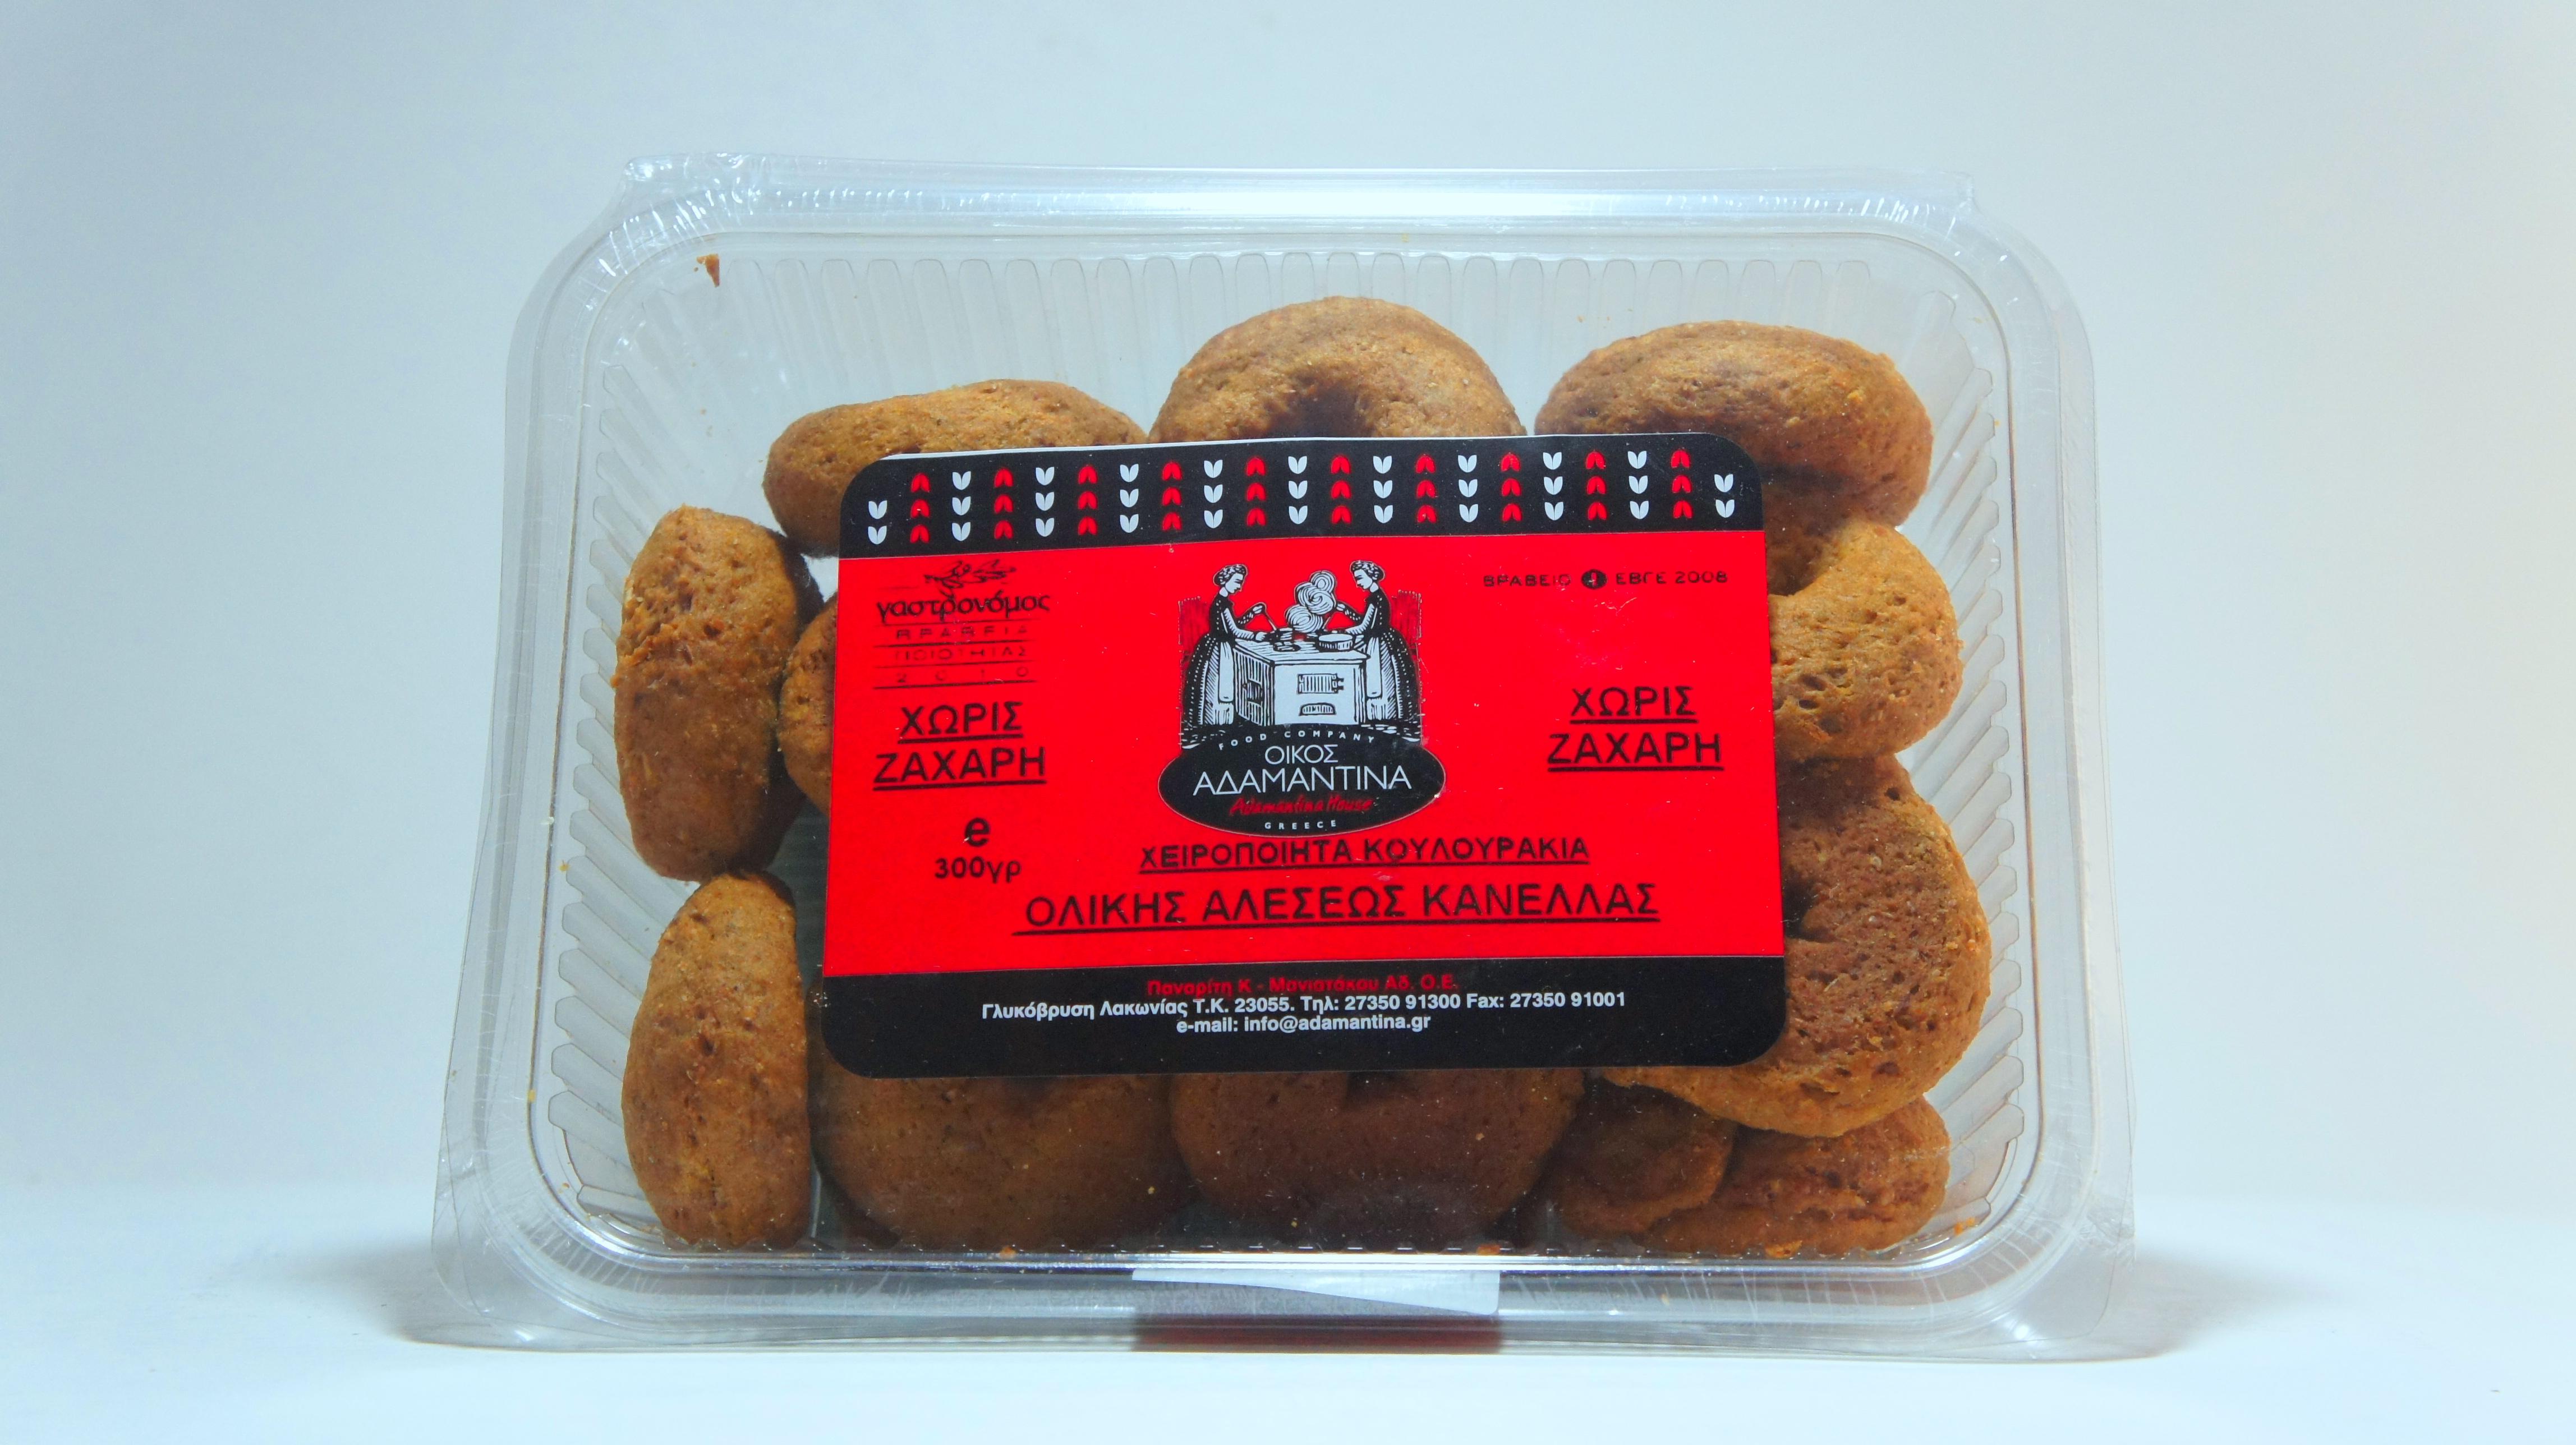 γαστρονόμος
ΒΡΑΒΕΙΑ
ΠΟΙΟΤΗΤΑΣ
2010
ΒΡΑΒΕΙΟ 1 ΕΒΓΕ 2008
ΧΩΡΙΣ
ΖΑΧΑΡΗ
e
300γρ
FOOD COMPANY
ΟΙΚΟΣ
ΑΔΑΜΑΝΤΙΝΑ
Adamantina House
GREECE
ΧΩΡΙΣ
ΖΑΧΑΡΗ
ΧΕΙΡΟΠΟΙΗΤΑ ΚΟΥΛΟΥΡΑΚΙΑ
ΟΛΙΚΗΣ ΑΛΕΣΕΩΣ ΚΑΝΕΛΛΑΣ
Παναρίτη Κ - Μανιατάκου Αδ. Ο.Ε.
Γλυκόβρυση Λακωνίας Τ.Κ. 23055. Τηλ: 27350 91300 Fax: 27350 91001
e-mail: info@adamantina.gr